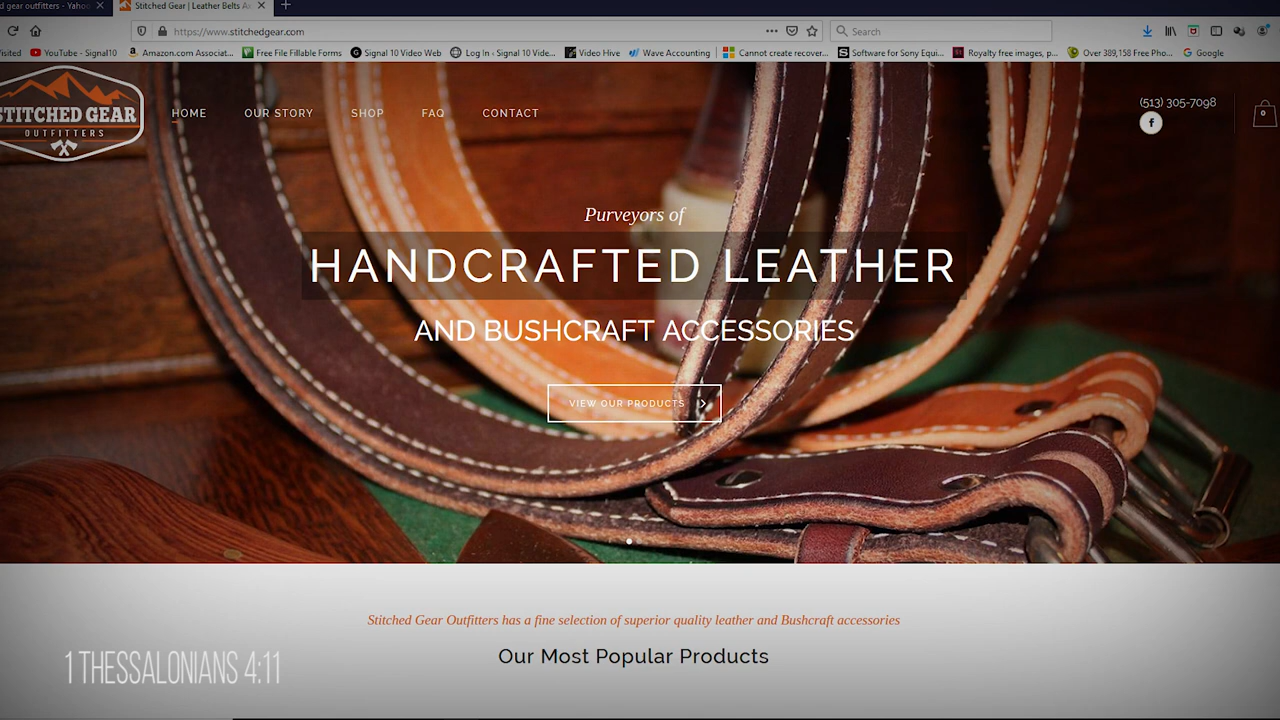 d gear outfitters - Yahoo
Stitched Gear | Leather Belts A
https://www.stitchedgear.com
Search
isited
YouTube - Signal10
Amazon.com Associat...
Free File Fillable Forms
Signal 10 Video Web
Log In ‹ Signal 10 Vide...
Video Hive
Wave Accounting
Cannot create recover...
Software for Sony Equi...
Royalty free images, p...
Over 389,158 Free Pho...
Google
STITCHED GEAR
OUTFITTERS
HOME
OUR STORY
SHOP
FAQ
CONTACT
(513) 305-7098
f
0
Purveyors of
HANDCRAFTED LEATHER
AND BUSHCRAFT ACCESSORIES
VIEW OUR PRODUCTS
Stitched Gear Outfitters has a fine selection of superior quality leather and Bushcraft accessories
Our Most Popular Products
1 THESSALONIANS 4:11